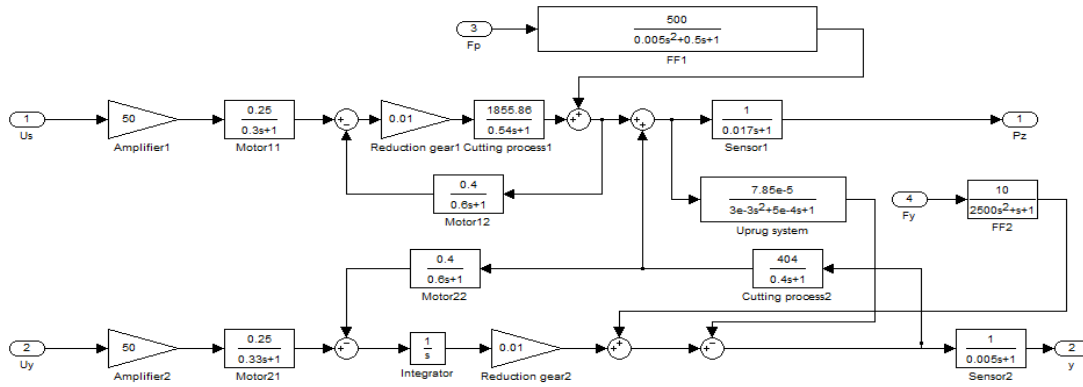 500
0.005s²+0.5s+1
FF1
3
Fp
1
Us
50
Amplifier1
0.25
0.3s+1
Motor11
0.01
Reduction gear1
1855.86
0.54s+1
Cutting process1
1
0.017s+1
Sensor1
1
Pz
0.4
0.6s+1
Motor12
7.85e-5
3e-3s²+5e-4s+1
Uprug system
4
Fy
10
2500s²+s+1
FF2
0.4
0.6s+1
Motor22
404
0.4s+1
Cutting process2
2
Uy
50
Amplifier2
0.25
0.33s+1
Motor21
1
s
Integrator
0.01
Reduction gear2
1
0.005s+1
Sensor2
2
y